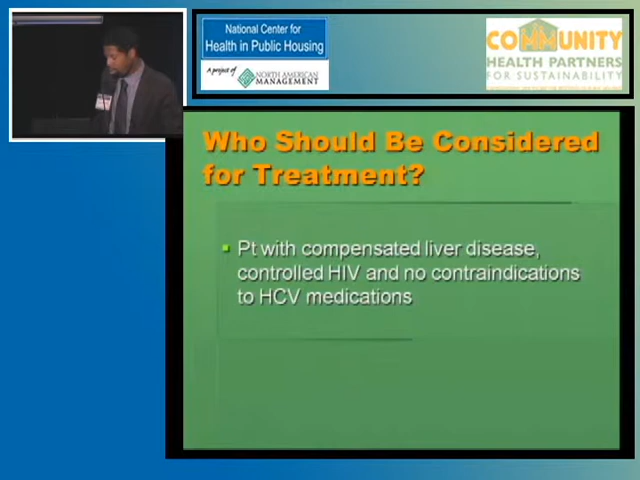 National Center for
Health in Public Housing
A project of
NORTH AMERICAN
MANAGEMENT
COMMUNITY
HEALTH PARTNERS
FOR SUSTAINABILITY
Who Should Be Considered
for Treatment?
Pt with compensated liver disease,
controlled HIV and no contraindications
to HCV medications